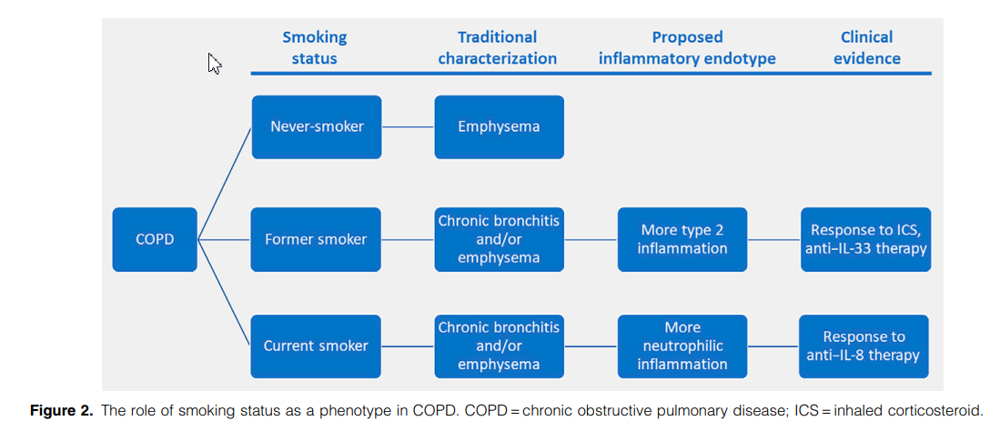 Smoking
status
Traditional
characterization
Proposed
inflammatory endotype
Clinical
evidence
Never-smoker
Emphysema
COPD
Former smoker
Chronic bronchitis
and/or
emphysema
More type 2
inflammation
Response to ICS,
anti–IL-33 therapy
Current smoker
Chronic bronchitis
and/or
emphysema
More
neutrophilic
inflammation
Response to
anti–IL-8 therapy
Figure 2. The role of smoking status as a phenotype in COPD. COPD = chronic obstructive pulmonary disease; ICS = inhaled corticosteroid.